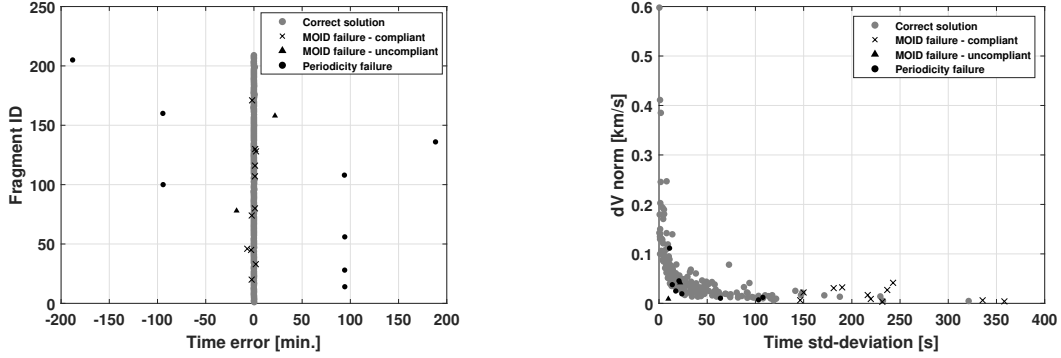 250
200
150
100
50
0
-200 -150 -100 -50 0 50 100 150 200
Time error [min.]
Fragment ID
Correct solution
MOID failure - compliant
MOID failure - uncompliant
Periodicity failure
0.6
0.5
0.4
0.3
0.2
0.1
0
0 50 100 150 200 250 300 350 400
Time std-deviation [s]
dV norm [km/s]
Correct solution
MOID failure - compliant
MOID failure - uncompliant
Periodicity failure